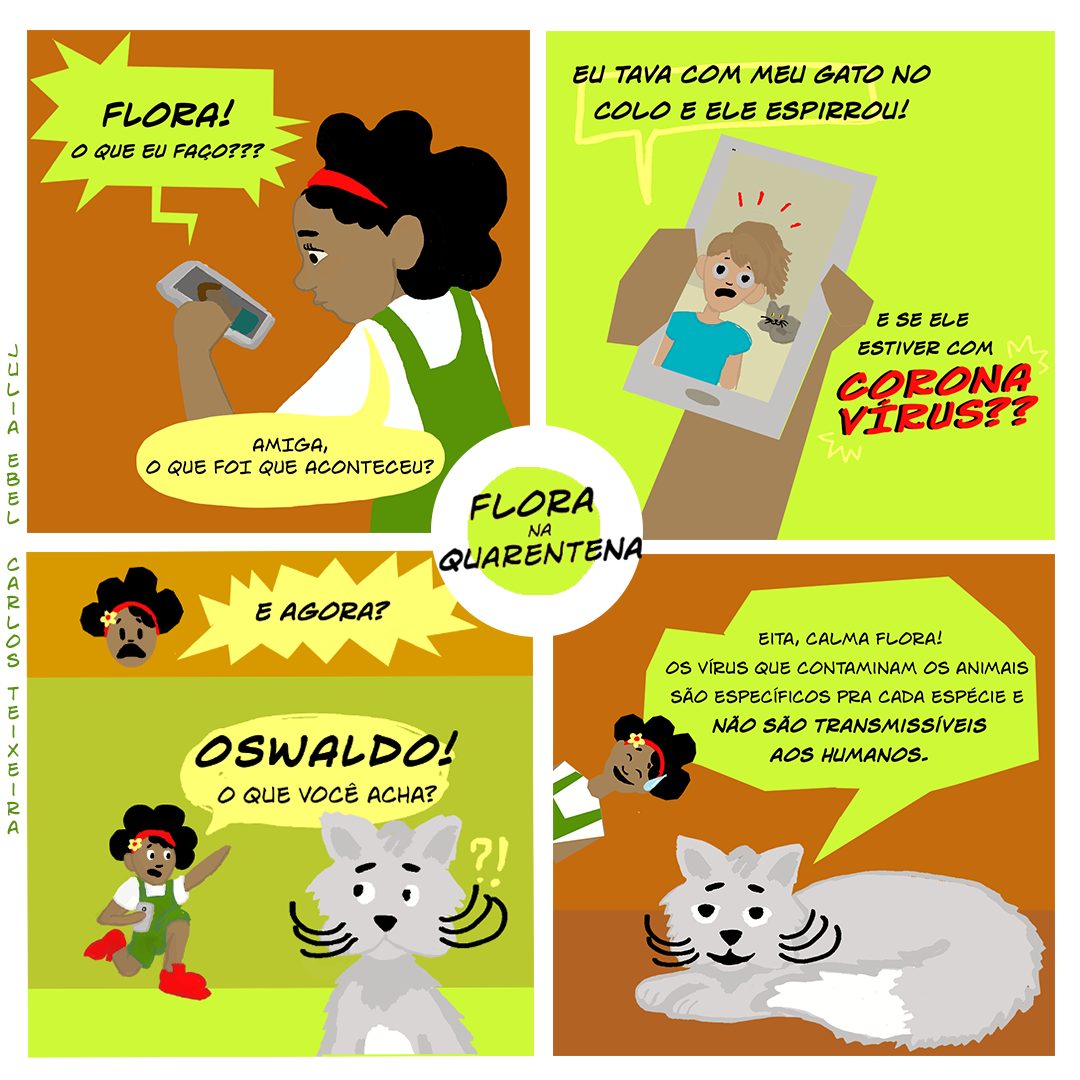 FLORA!
O QUE EU FAÇO???
AMIGA,
O QUE FOI QUE ACONTECEU?
EU TAVA COM MEU GATO NO
COLO E ELE ESPIRROU!
E SE ELE
ESTIVER COM
CORONA
VÍRUS??
FLORA
NA
QUARENTENA
E AGORA?
OSWALDO!
O QUE VOCÊ ACHA?
?!
EITA, CALMA FLORA!
OS VÍRUS QUE CONTAMINAM OS ANIMAIS
SÃO ESPECÍFICOS PRA CADA ESPÉCIE E
NÃO SÃO TRANSMISSÍVEIS
AOS HUMANOS.
JULIA EBEL CARLOS TEIXEIRA